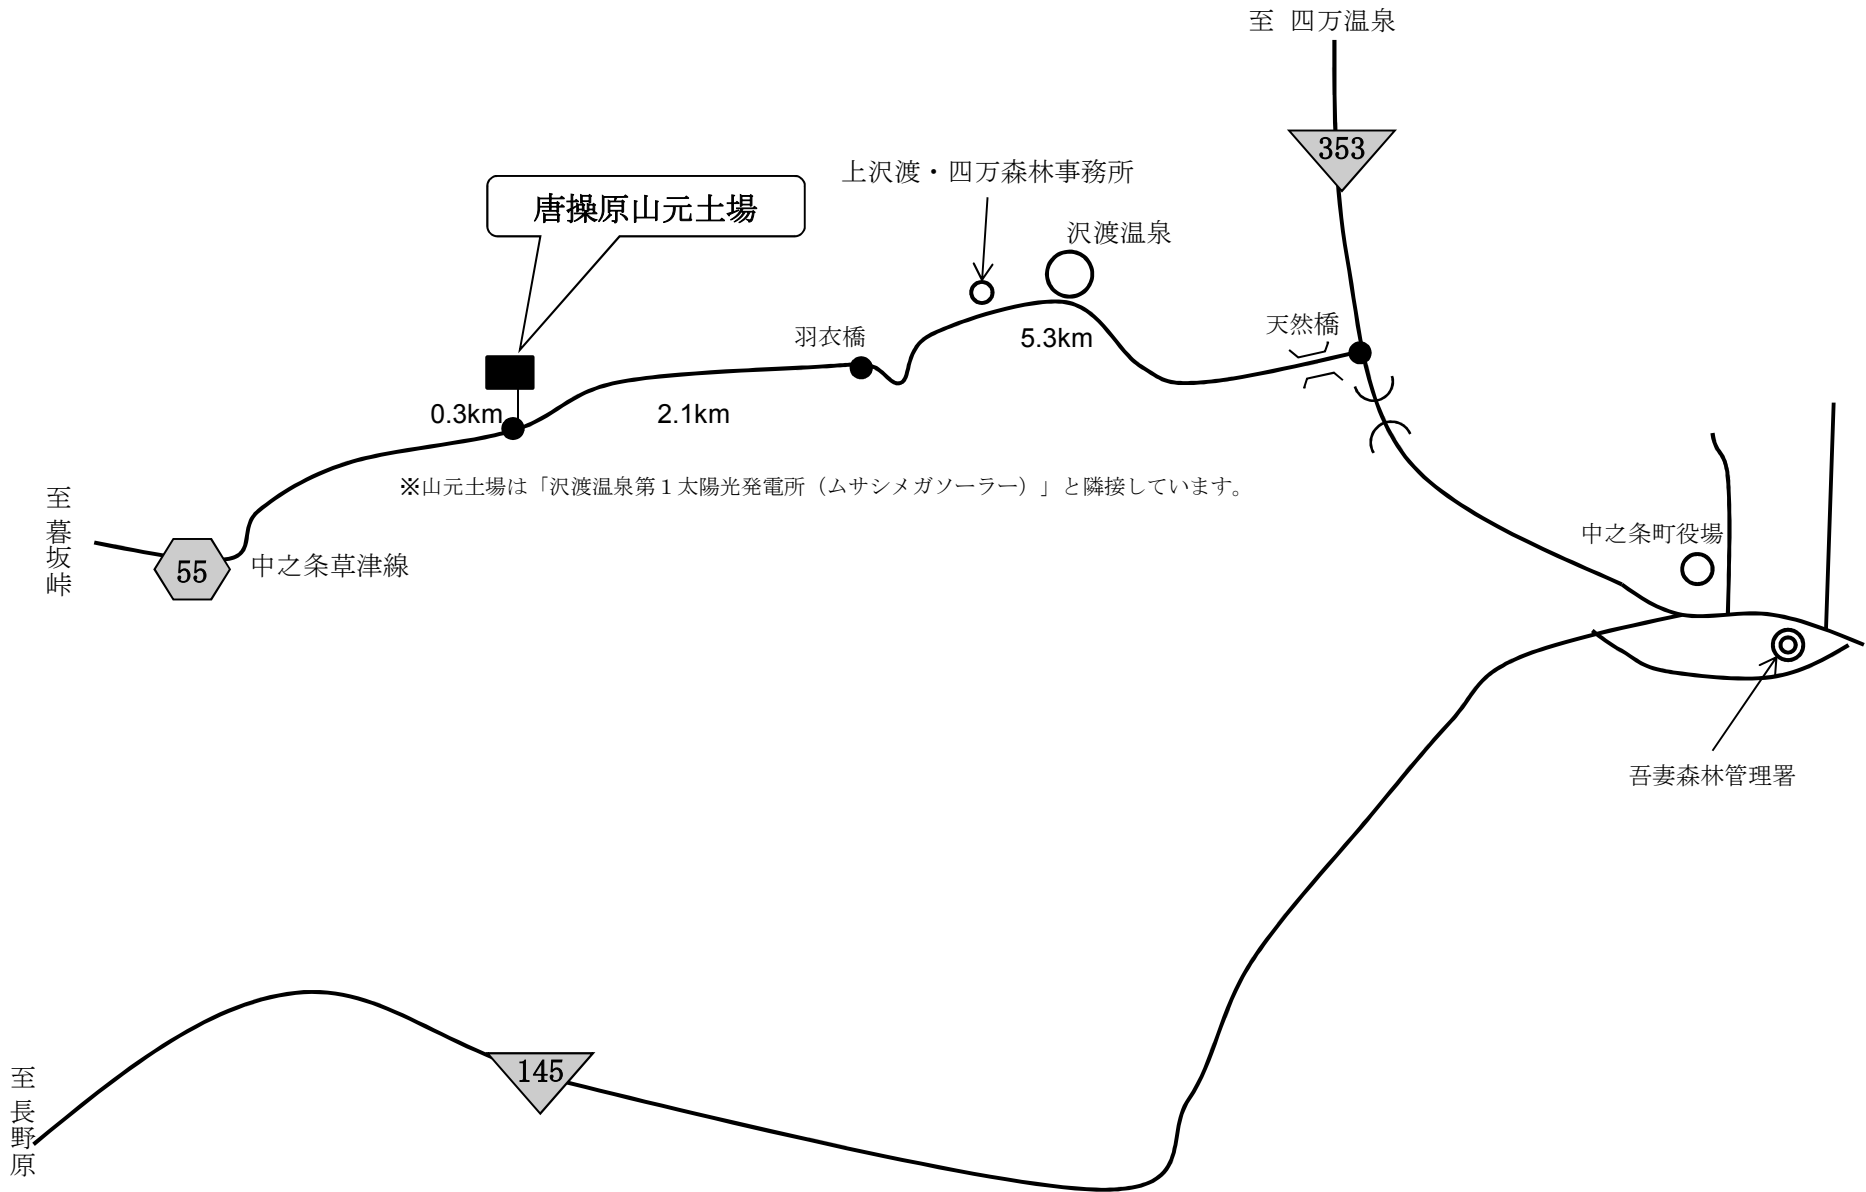 至 四万温泉
353
上沢渡・四万森林事務所
唐操原山元土場
沢渡温泉
天然橋
羽衣橋
5.3km
0.3km
2.1km
※山元土場は「沢渡温泉第１太陽光発電所（ムサシメガソーラー）」と隣接しています。
至 暮坂峠
55
中之条草津線
中之条町役場
吾妻森林管理署
145
至 長野原